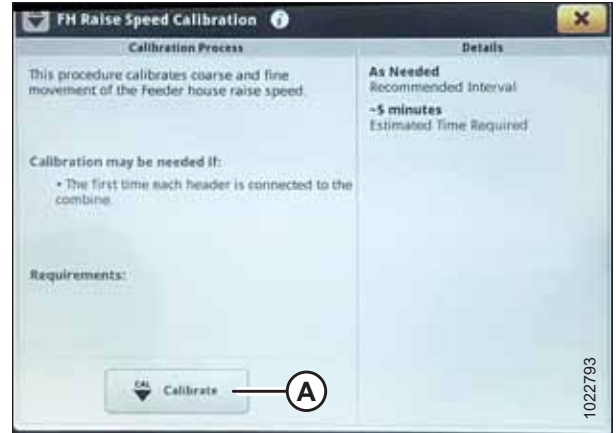 FH Raise Speed Calibration i
Calibration Process
This procedure calibrates coarse and fine
movement of the Feeder house raise speed.
Calibration may be needed if:
• The first time each header is connected to the
combine.
Requirements:
CAL Calibrate
A
Details
As Needed
Recommended Interval
~5 minutes
Estimated Time Required
1022793